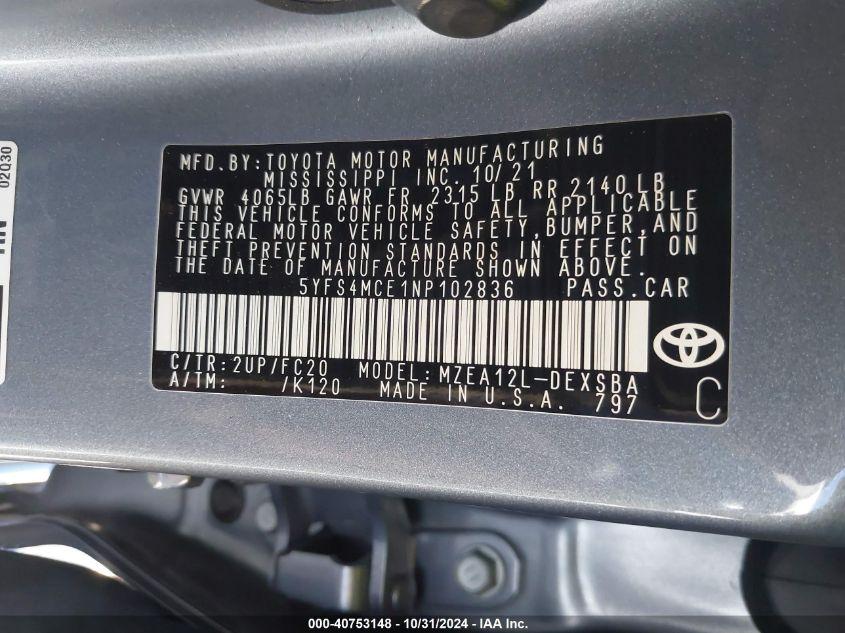 MFD.BY:TOYOTA MOTOR MANUFACTURING
MISSISSIPPI INC. 10/21
GVWR 4065LB GAWR FR 2315 LB RR 2140 LB
THIS VEHICLE CONFORMS TO ALL APPLICABLE
FEDERAL MOTOR VEHICLE SAFETY,BUMPER,AND
THEFT PREVENTION STANDARDS IN EFFECT ON
THE DATE OF MANUFACTURE SHOWN ABOVE.
5YFS4MCE1NP102836 PASS.CAR
C/TR:2UP/FC20 MODEL:MZEA12L-DEXSBA
A/TM: /K120 MADE IN U.S.A. 797
C
02030
000-40753148 - 10/31/2024 - IAA Inc.